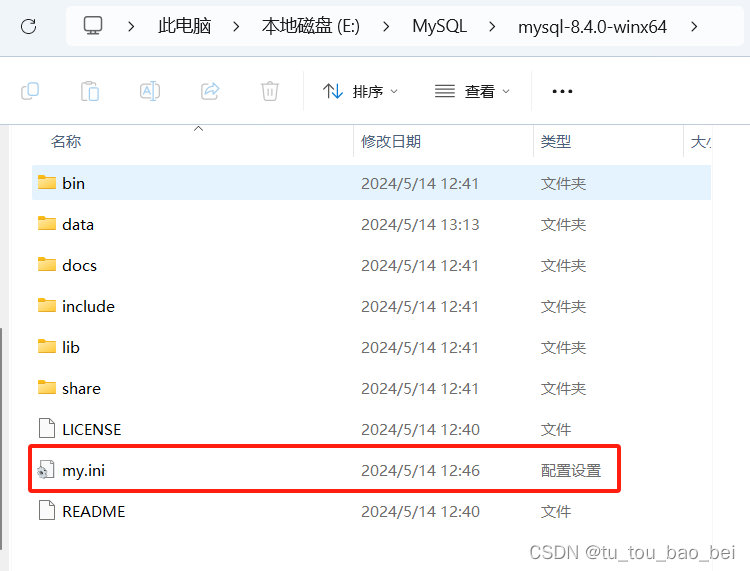 此电脑 > 本地磁盘 (E:) > MySQL > mysql-8.4.0-winx64 >
排序 查看 •••
名称 修改日期 类型 大小
bin 2024/5/14 12:41 文件夹
data 2024/5/14 13:13 文件夹
docs 2024/5/14 12:41 文件夹
include 2024/5/14 12:41 文件夹
lib 2024/5/14 12:41 文件夹
share 2024/5/14 12:41 文件夹
LICENSE 2024/5/14 12:40 文件
my.ini 2024/5/14 12:46 配置设置
README 2024/5/14 12:40 文件
CSDN @tu_tou_bao_bei